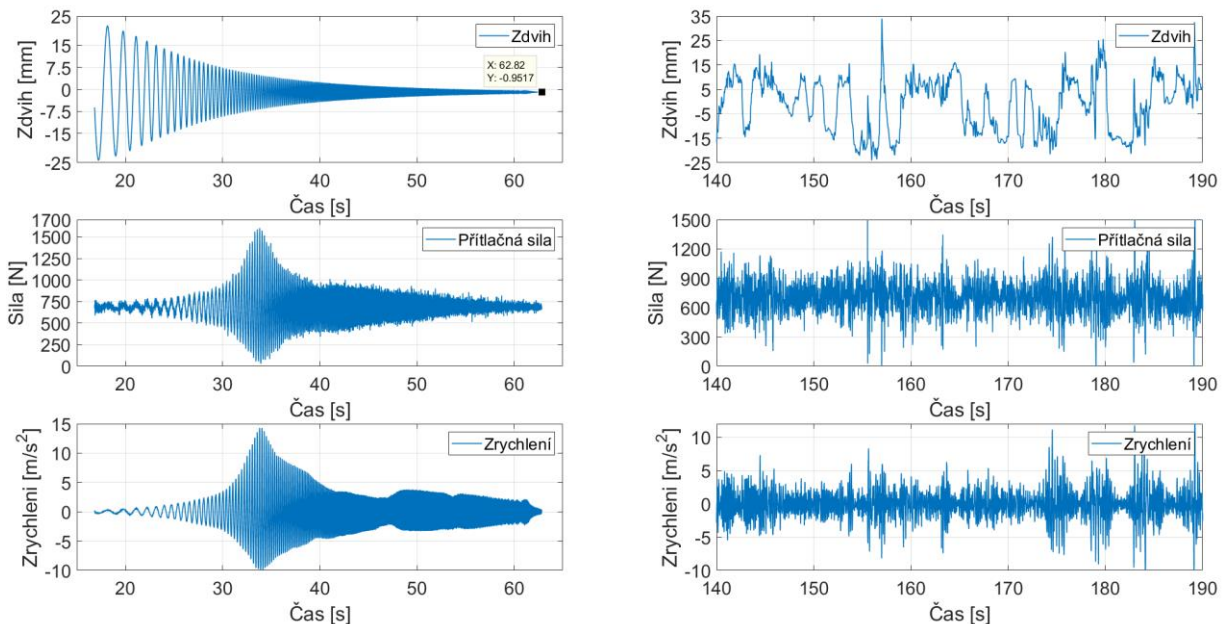 25
15
7.5
0
-7.5
-15
-25
Zdvih [mm]
Zdvih
X: 62.82
Y: -0.9517
20 30 40 50 60
Čas [s]
35
25
15
5
-5
-15
-25
Zdvih [mm]
Zdvih
140 150 160 170 180 190
Čas [s]
1700
1500
1250
1000
750
500
250
0
Síla [N]
Přítlačná sila
20 30 40 50 60
Čas [s]
1500
1200
900
600
300
0
Síla [N]
Přítlačná sila
140 150 160 170 180 190
Čas [s]
15
10
5
0
-5
-10
Zrychleni [m/s²]
Zrychlení
20 30 40 50 60
Čas [s]
10
5
0
-5
-10
Zrychleni [m/s²]
Zrychlení
140 150 160 170 180 190
Čas [s]